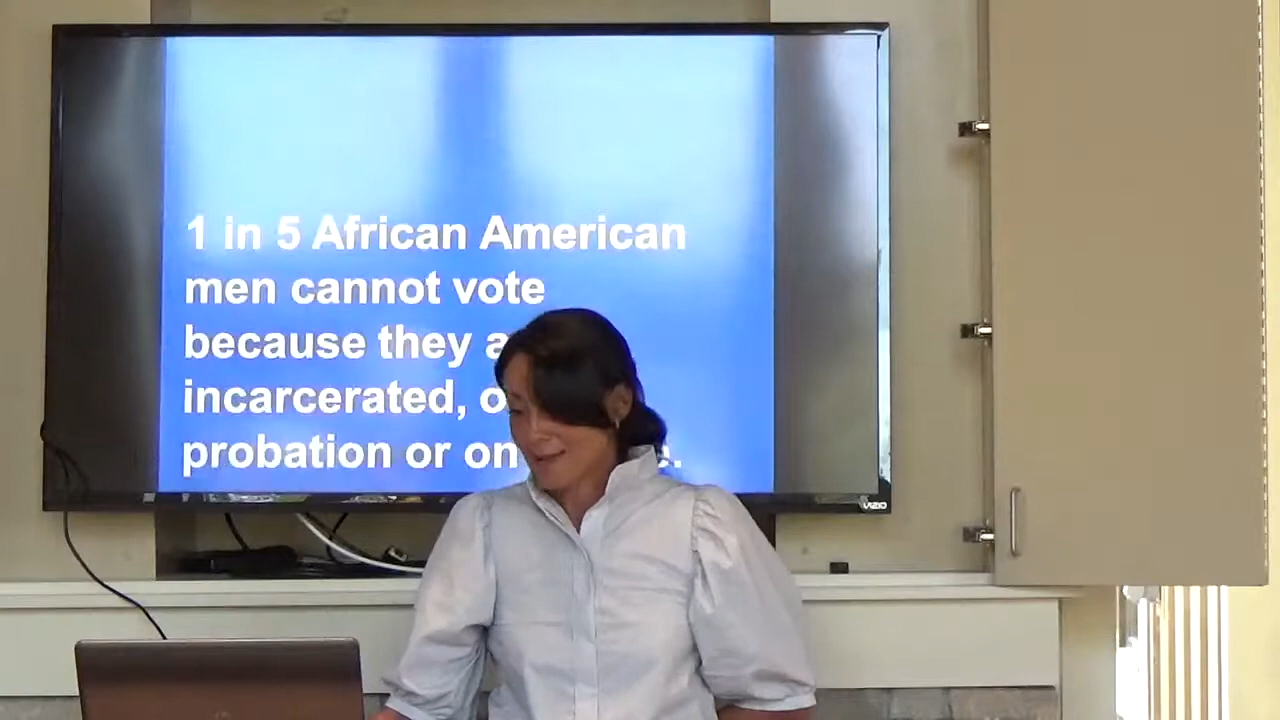 1 in 5 African American
men cannot vote
because they a
incarcerated, o
probation or on e.
VIZIO